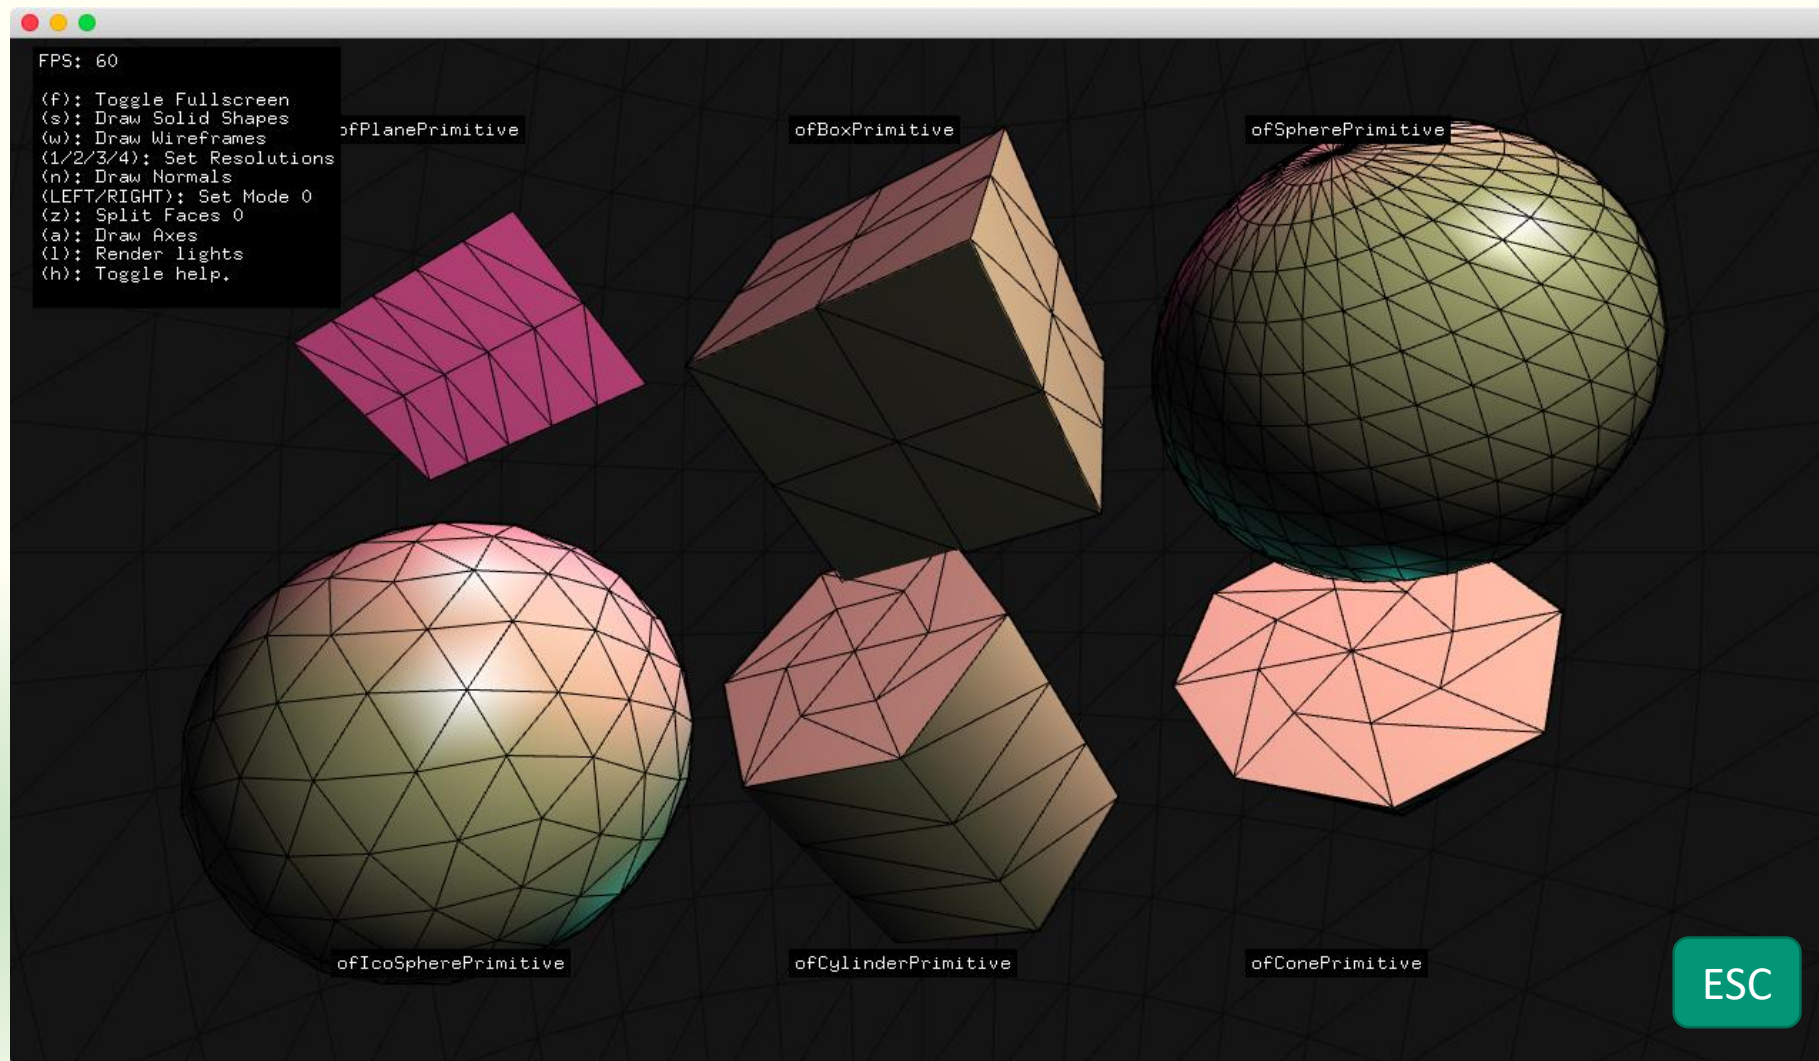 FPS: 60
(f): Toggle Fullscreen
(s): Draw Solid Shapes
(w): Draw Wireframes
(1/2/3/4): Set Resolutions
(n): Draw Normals
(LEFT/RIGHT): Set Mode 0
(z): Split Faces 0
(a): Draw Axes
(l): Render lights
(h): Toggle help.
ofPlanePrimitive
ofBoxPrimitive
ofSpherePrimitive
ofIcoSpherePrimitive
ofCylinderPrimitive
ofConePrimitive
ESC